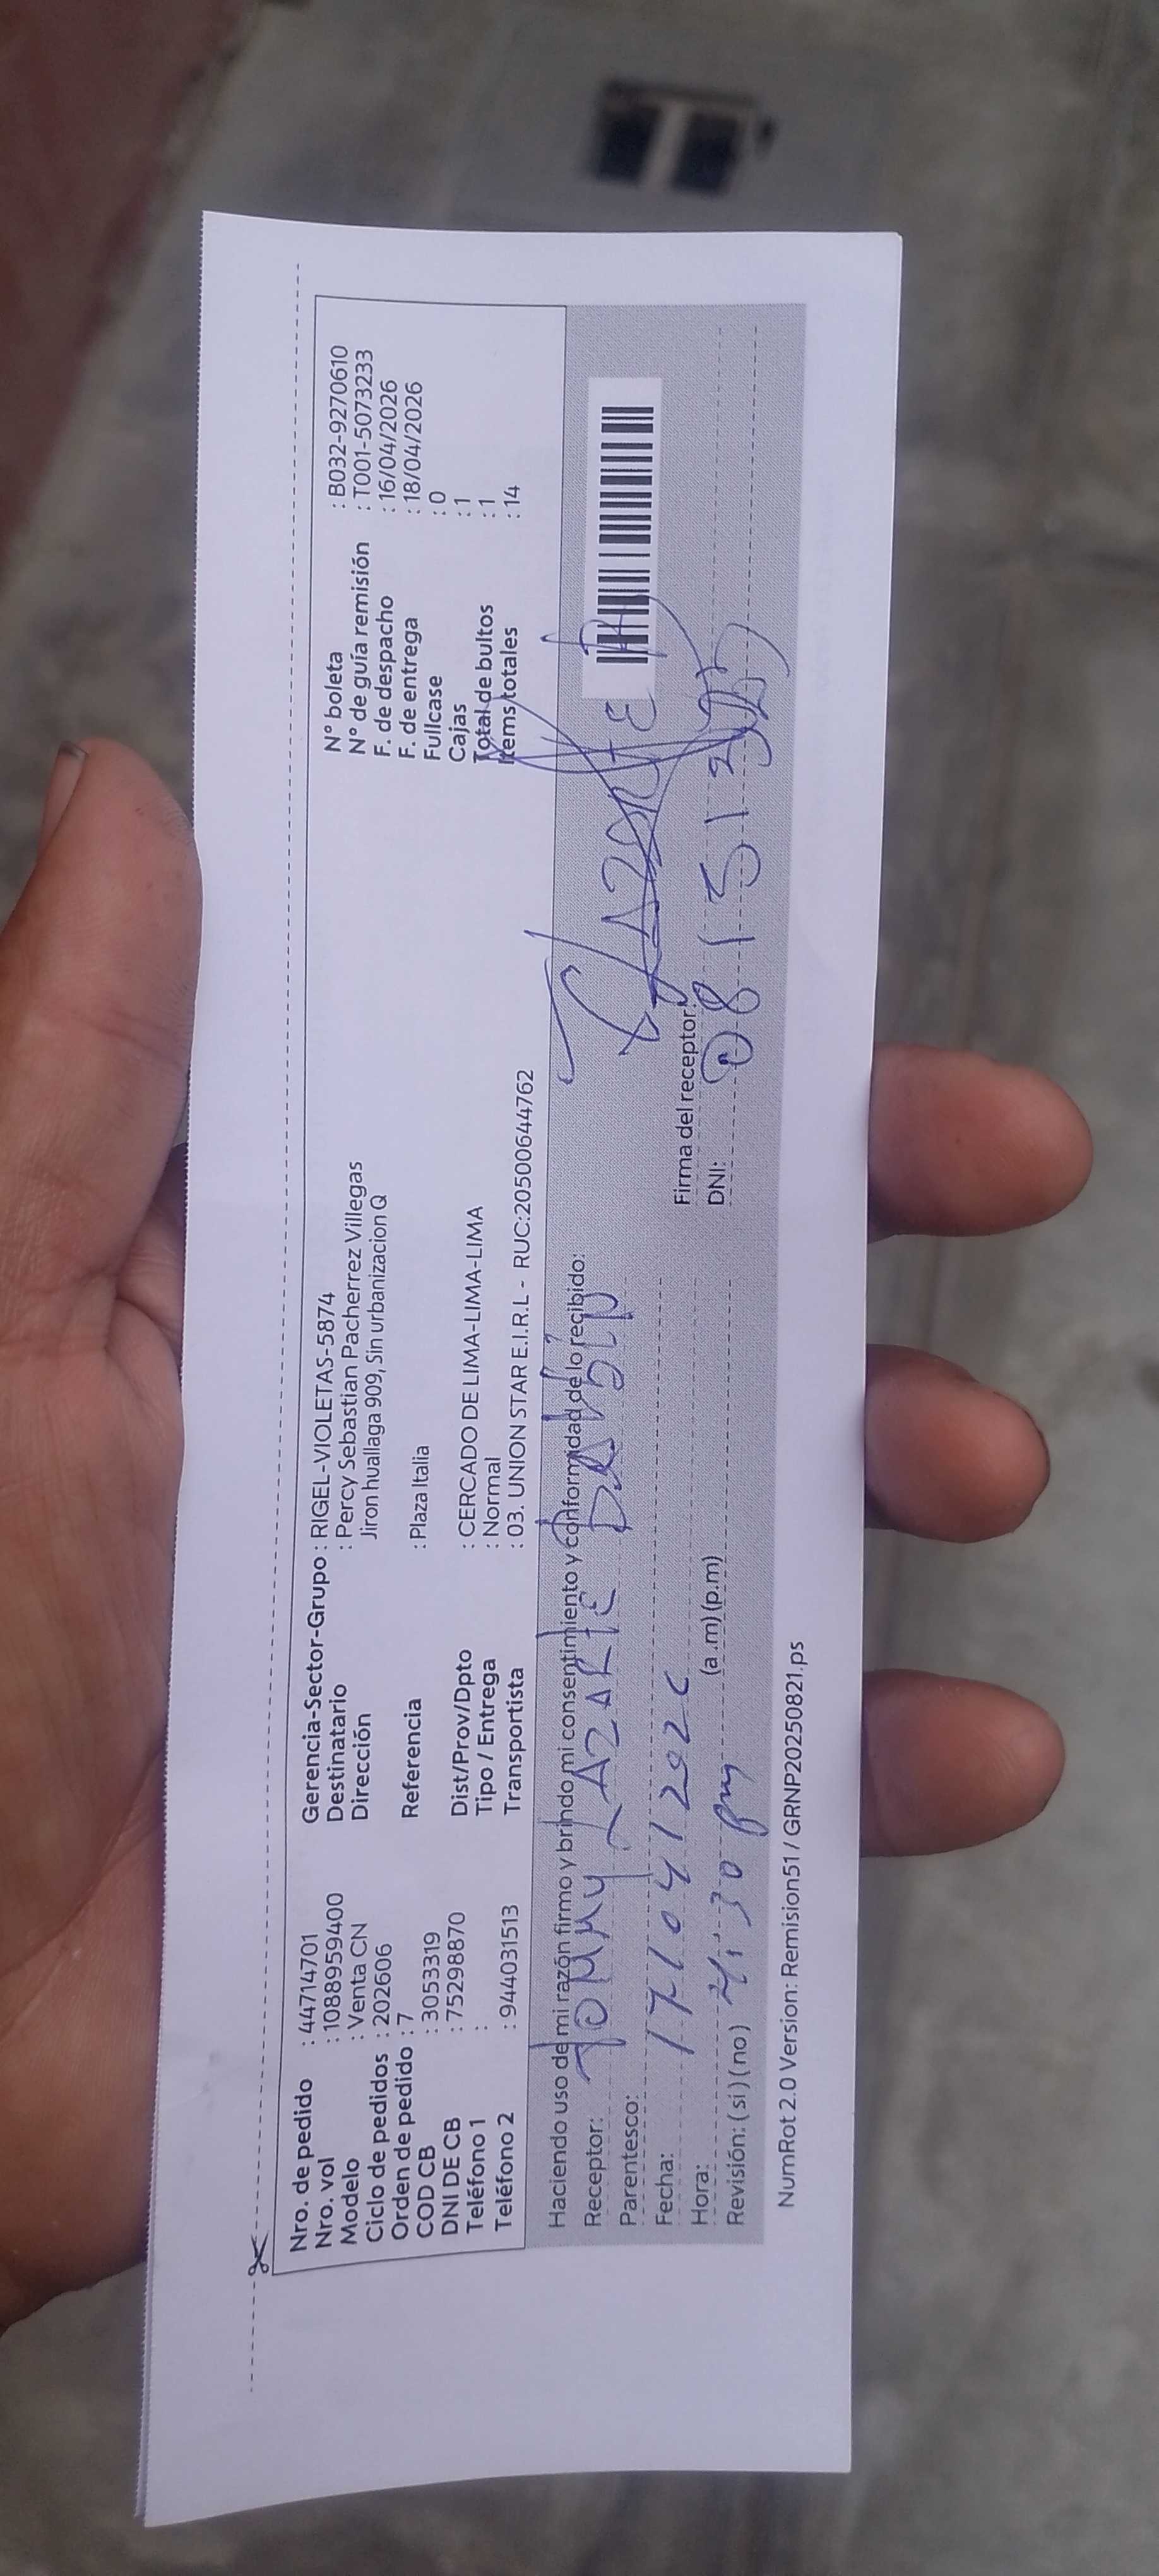 Nro. de pedido : 44714701
Nro. vol : 1088959400
Modelo : Venta CN
Ciclo de pedidos : 202606
Orden de pedido : 7
COD CB : 3053319
DNI DE CB : 75298870
Teléfono 1 :
Teléfono 2 : 944031513
Gerencia-Sector-Grupo : RIGEL-VIOLETAS-5874
Destinatario : Percy Sebastian Pacherrez Villegas
Dirección Jiron huallaga 909, Sin urbanizacion Q
Referencia : Plaza Italia
Dist/Prov/Dpto : CERCADO DE LIMA-LIMA-LIMA
Tipo / Entrega : Normal
Transportista : 03. UNION STAR E.I.R.L - RUC:20500644762
N° boleta : B032-9270610
N° de guía remisión : T001-5073233
F. de despacho : 16/04/2026
F. de entrega : 18/04/2026
Fullcase : 0
Cajas : 1
Total de bultos : 1
Items totales : 14
Haciendo uso de mi razón firmo y brindo mi consentimiento y conformidad de lo recibido:
Receptor:
Parentesco:
Fecha: 17/04/202
Hora: (a.m) (p.m)
Revisión: ( si ) ( no )
Firma del receptor:
DNI:
NumRot 2.0 Version: Remision51 / GRNP20250821.ps